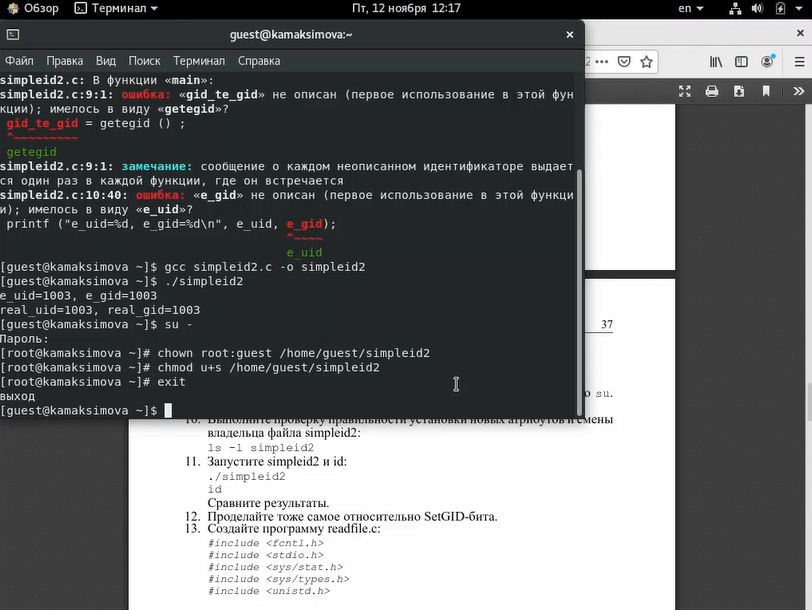 Обзор Терминал Пт, 12 ноября 12:17 en
guest@kamaksimova:~
Файл Правка Вид Поиск Терминал Справка
simpleid2.c: В функции «main»:
simpleid2.c:9:1: ошибка: «gid_te_gid» не описан (первое использование в этой фун
кции); имелось в виду «getegid»?
gid_te_gid = getegid () ;
^~~~~~~~~~
getegid
simpleid2.c:9:1: замечание: сообщение о каждом неописанном идентификаторе выдает
ся один раз в каждой функции, где он встречается
simpleid2.c:10:40: ошибка: «e_gid» не описан (первое использование в этой функци
и); имелось в виду «e_uid»?
printf ("e_uid=%d, e_gid=%d\n", e_uid, e_gid);
^~~~~
e_uid
[guest@kamaksimova ~]$ gcc simpleid2.c -o simpleid2
[guest@kamaksimova ~]$ ./simpleid2
e_uid=1003, e_gid=1003
real_uid=1003, real_gid=1003
[guest@kamaksimova ~]$ su -
Пароль:
[root@kamaksimova ~]# chown root:guest /home/guest/simpleid2
[root@kamaksimova ~]# chmod u+s /home/guest/simpleid2
[root@kamaksimova ~]# exit
выход
[guest@kamaksimova ~]$
37
su.
10. Выполните проверку правильности установки новых атрибутов и смены
владельца файла simpleid2:
ls -l simpleid2
11. Запустите simpleid2 и id:
./simpleid2
id
Сравните результаты.
12. Проделайте тоже самое относительно SetGID-бита.
13. Создайте программу readfile.c:
#include <fcntl.h>
#include <stdio.h>
#include <sys/stat.h>
#include <sys/types.h>
#include <unistd.h>